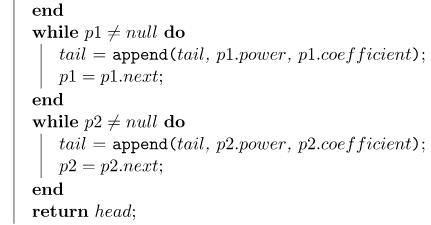 end
while p1 ≠ null do
tail = append(tail, p1.power, p1.coefficient);
p1 = p1.next;
end
while p2 ≠ null do
tail = append(tail, p2.power, p2.coefficient);
p2 = p2.next;
end
return head;